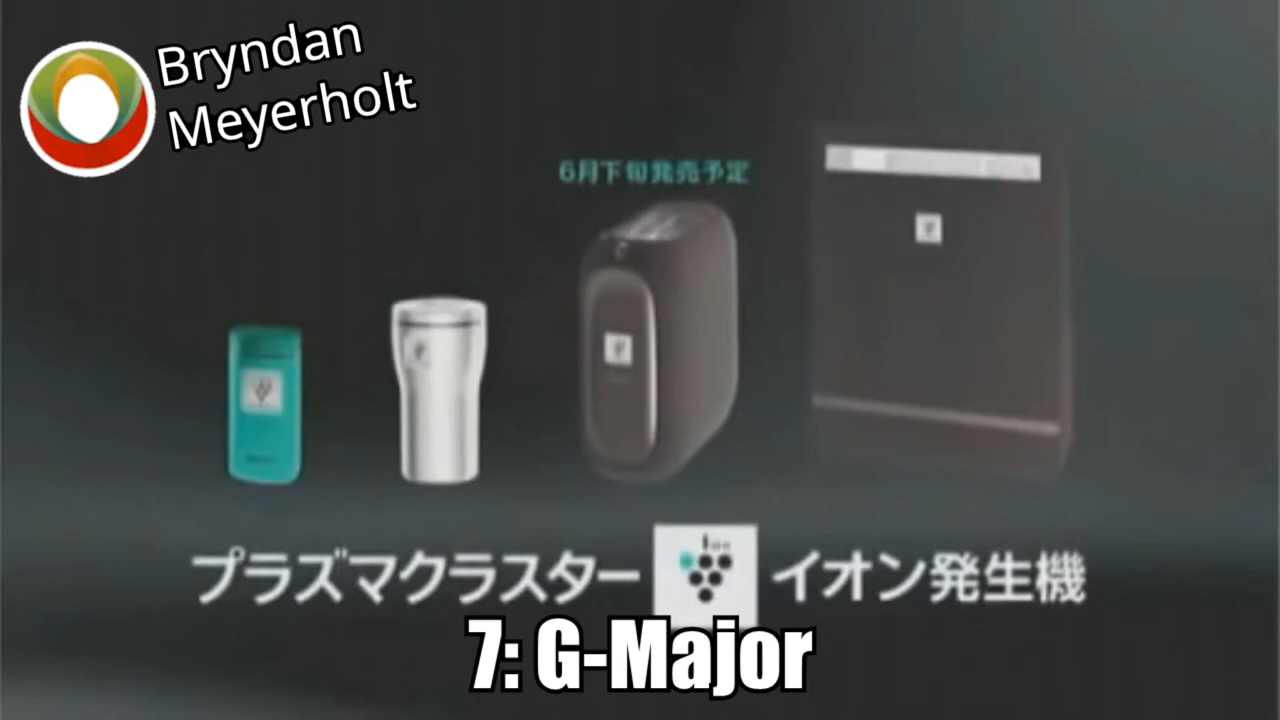 Bryndan
Meyerholt
6月下旬発売予定
プラズマクラスター Ion イオン発生機
7: G-Major